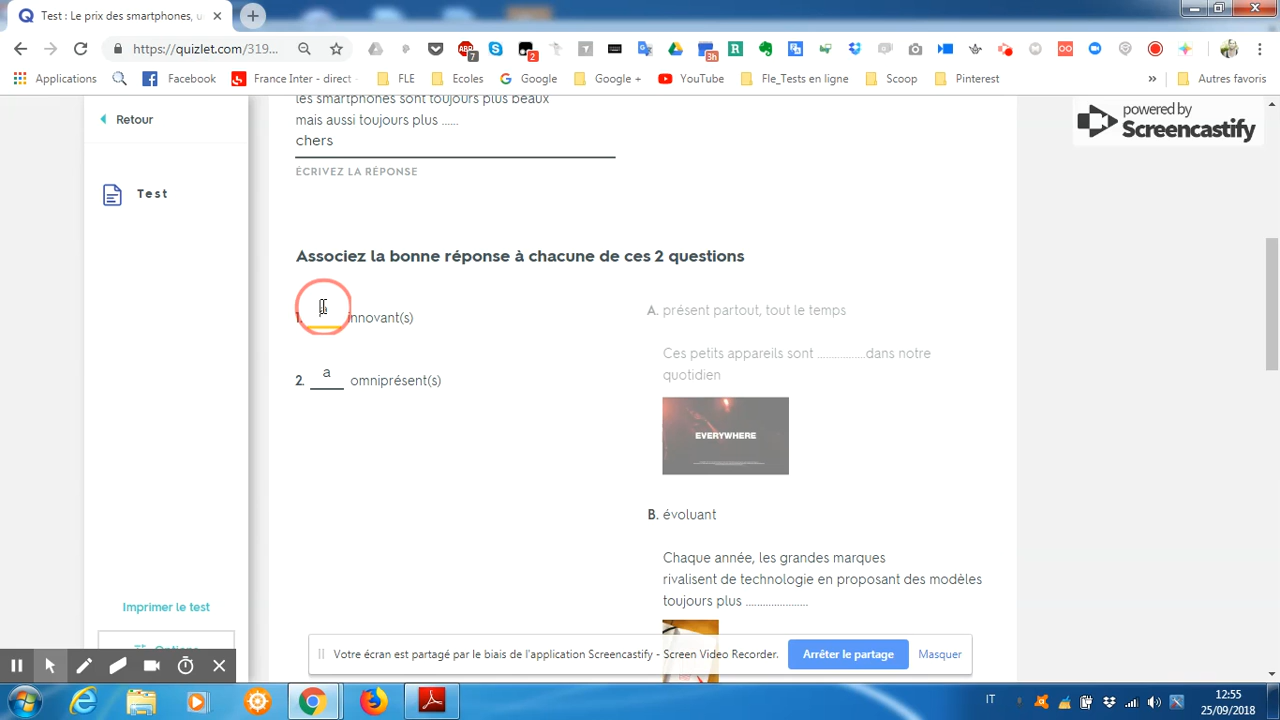 Test : Le prix des smartphones, u
https://quizlet.com/319...
7
2
3h
Applications
Facebook
France Inter - direct
FLE
Ecoles
Google
Google +
YouTube
Fle_Tests en ligne
Scoop
Pinterest
»
Autres favoris
Retour
Test
les smartphones sont toujours plus beaux
mais aussi toujours plus ......
chers
ÉCRIVEZ LA RÉPONSE
powered by
Screencastify
Associez la bonne réponse à chacune de ces 2 questions
1. innovant(s)
2. a omniprésent(s)
A. présent partout, tout le temps
Ces petits appareils sont ................dans notre
quotidien
EVERYWHERE
B. évoluant
Chaque année, les grandes marques
rivalisent de technologie en proposant des modèles
toujours plus .....................
Imprimer le test
Options
Votre écran est partagé par le biais de l'application Screencastify - Screen Video Recorder.
Arrêter le partage
Masquer
IT
12:55
25/09/2018